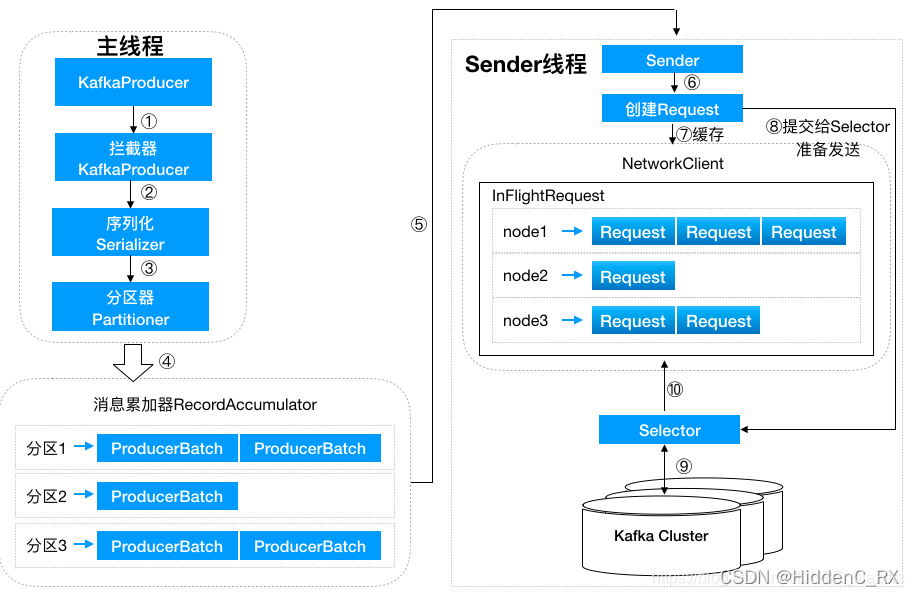 主线程
KafkaProducer
①
拦截器
KafkaProducer
②
序列化
Serializer
③
分区器
Partitioner
④
消息累加器RecordAccumulator
分区1
ProducerBatch
ProducerBatch
分区2
ProducerBatch
分区3
ProducerBatch
ProducerBatch
⑤
Sender线程
Sender
⑥
创建Request
⑦缓存
⑧提交给Selector
准备发送
NetworkClient
InFlightRequest
node1
Request
Request
Request
node2
Request
node3
Request
Request
⑩
Selector
⑨
Kafka Cluster
CSDN @HiddenC_RX